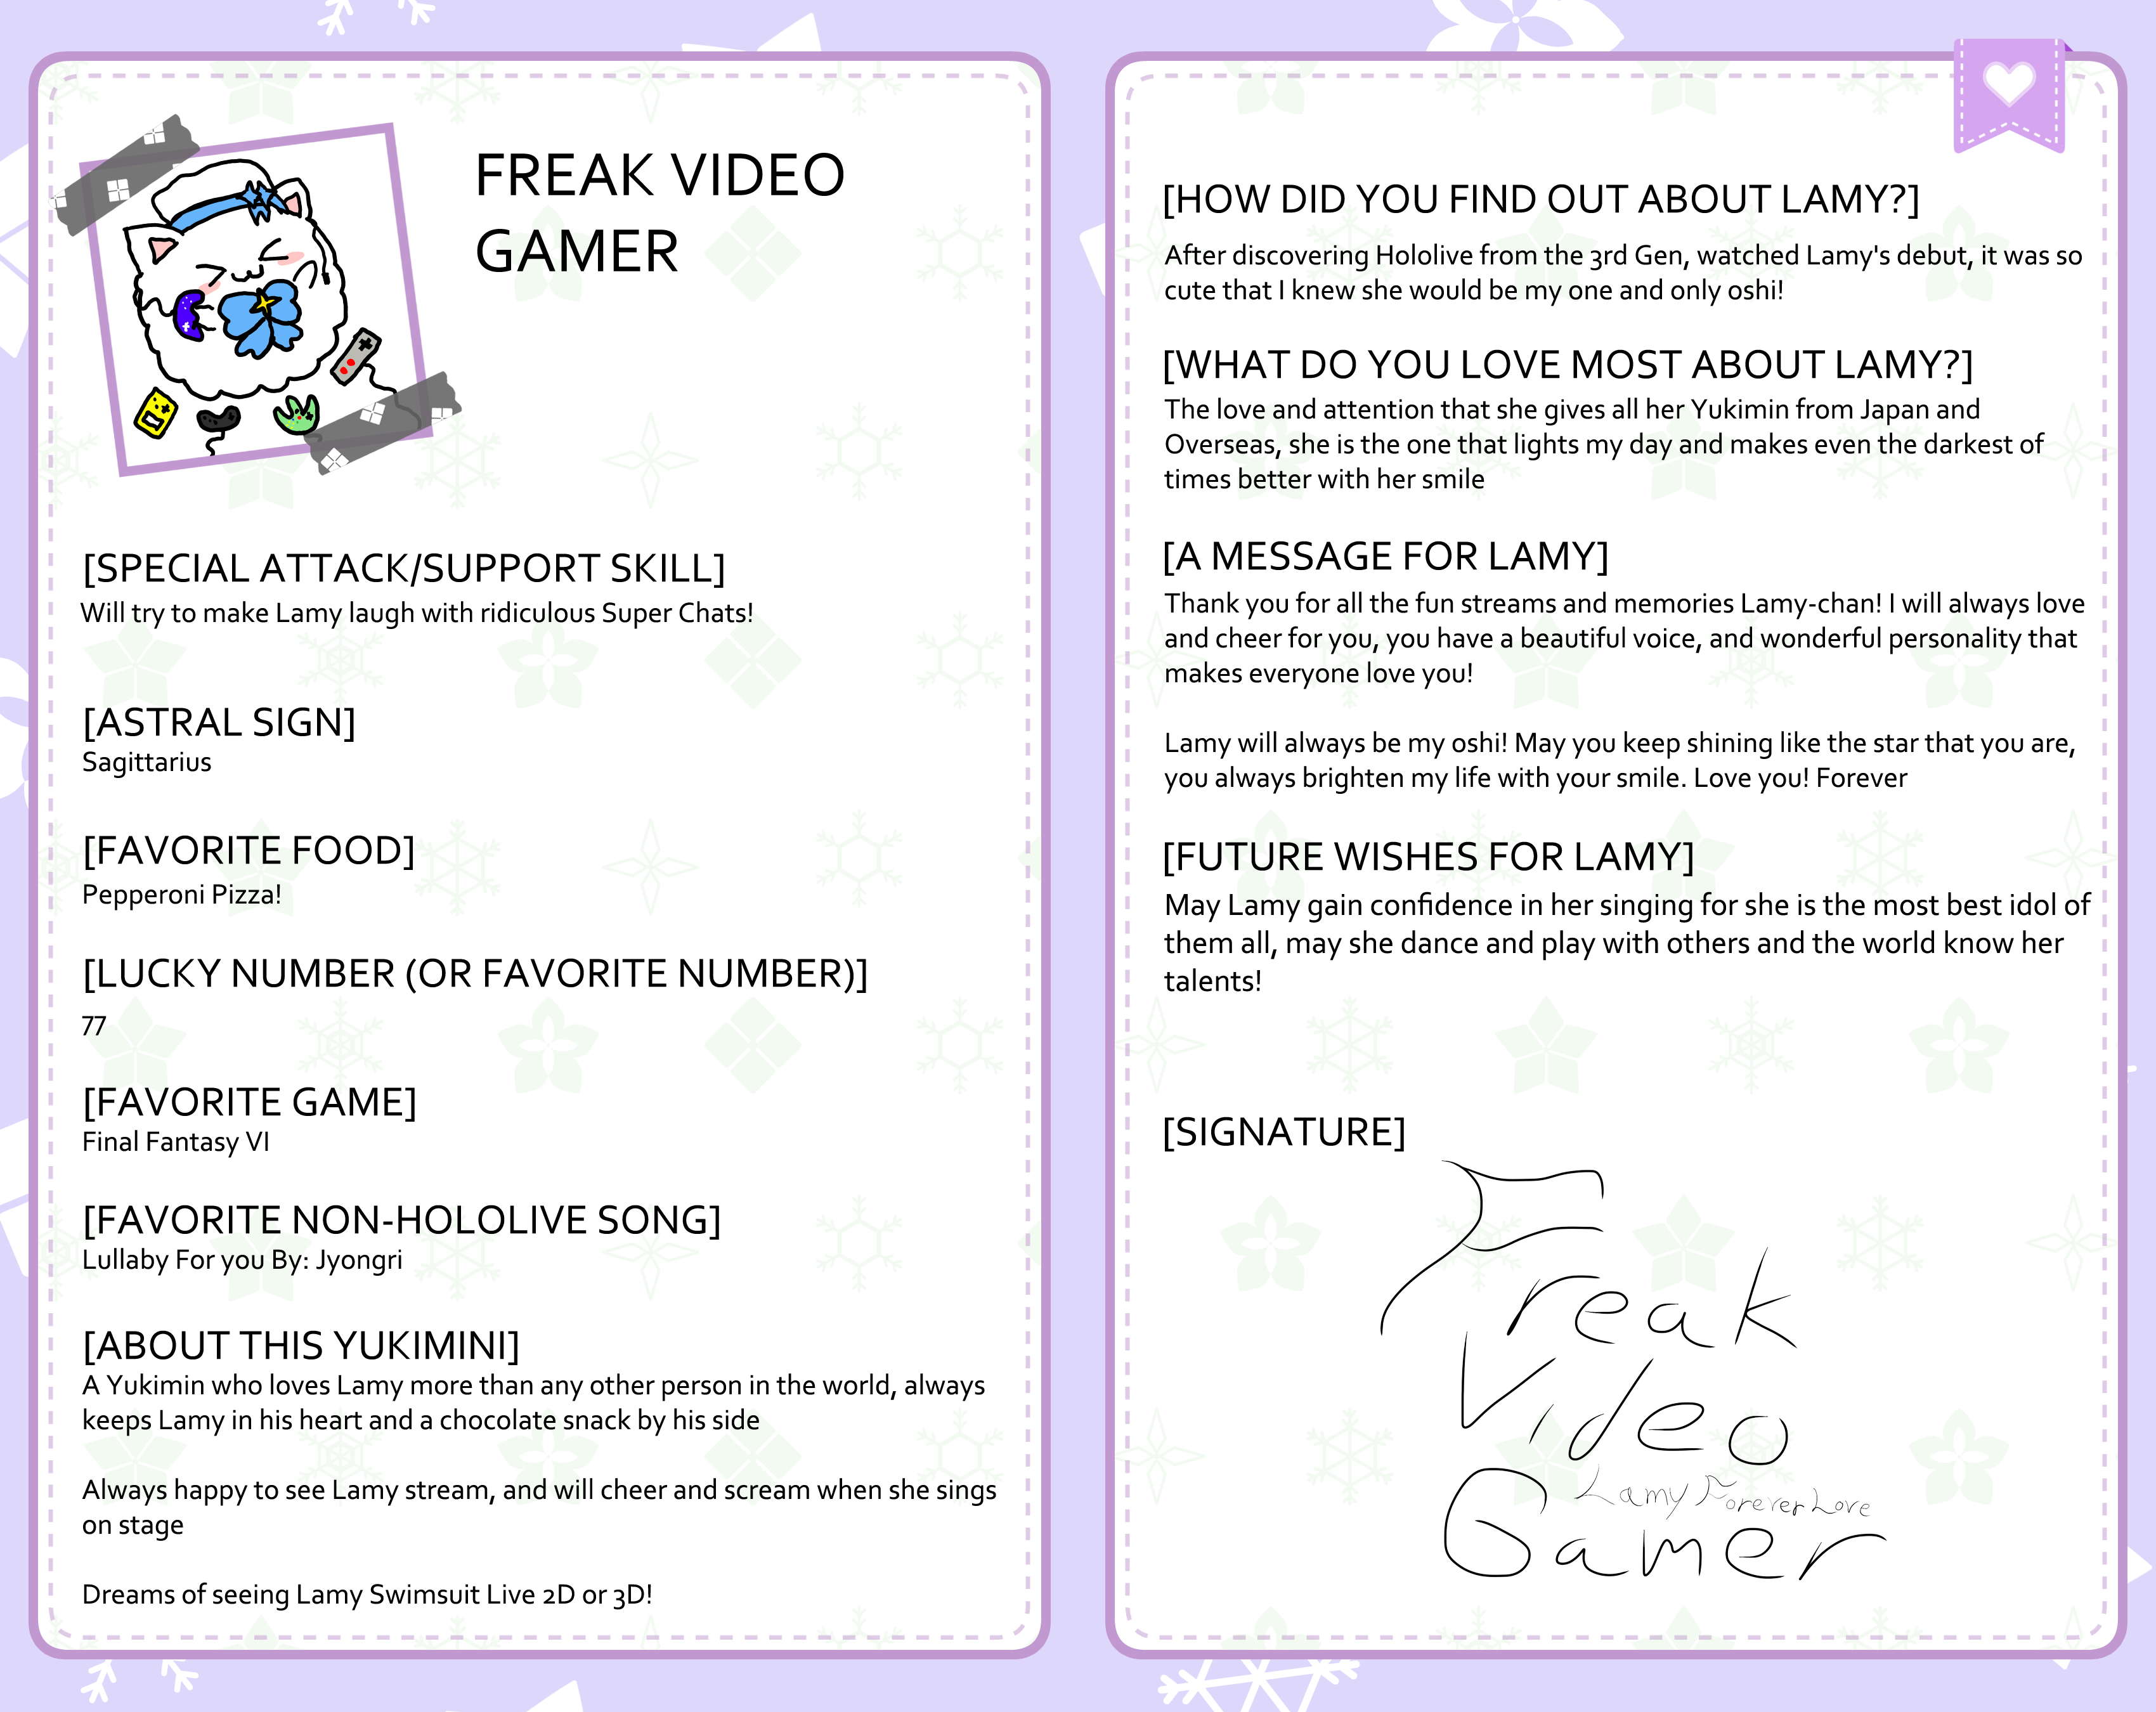 FREAK VIDEO
GAMER
[SPECIAL ATTACK/SUPPORT SKILL]
Will try to make Lamy laugh with ridiculous Super Chats!
[ASTRAL SIGN]
Sagittarius
[FAVORITE FOOD]
Pepperoni Pizza!
[LUCKY NUMBER (OR FAVORITE NUMBER)]
77
[FAVORITE GAME]
Final Fantasy VI
[FAVORITE NON-HOLOLIVE SONG]
Lullaby For you By: Jyongri
[ABOUT THIS YUKIMINI]
A Yukimin who loves Lamy more than any other person in the world, always
keeps Lamy in his heart and a chocolate snack by his side
Always happy to see Lamy stream, and will cheer and scream when she sings
on stage
Dreams of seeing Lamy Swimsuit Live 2D or 3D!
[HOW DID YOU FIND OUT ABOUT LAMY?]
After discovering Hololive from the 3rd Gen, watched Lamy's debut, it was so
cute that I knew she would be my one and only oshi!
[WHAT DO YOU LOVE MOST ABOUT LAMY?]
The love and attention that she gives all her Yukimin from Japan and
Overseas, she is the one that lights my day and makes even the darkest of
times better with her smile
[A MESSAGE FOR LAMY]
Thank you for all the fun streams and memories Lamy-chan! I will always love
and cheer for you, you have a beautiful voice, and wonderful personality that
makes everyone love you!
Lamy will always be my oshi! May you keep shining like the star that you are,
you always brighten my life with your smile. Love you! Forever
[FUTURE WISHES FOR LAMY]
May Lamy gain confidence in her singing for she is the most best idol of
them all, may she dance and play with others and the world know her
talents!
[SIGNATURE]
Freak
Video
Lamy Forever Love
Gamer